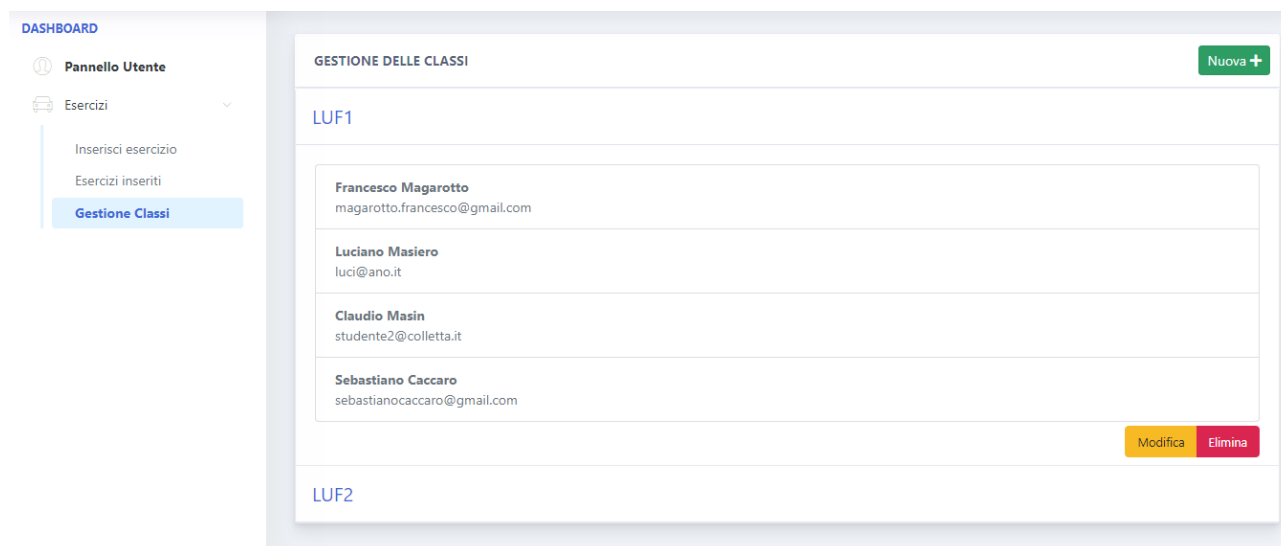 DASHBOARD
Pannello Utente
Esercizi
Inserisci esercizio
Esercizi inseriti
Gestione Classi
GESTIONE DELLE CLASSI
Nuova +
LUF1
Francesco Magarotto
magarotto.francesco@gmail.com
Luciano Masiero
luci@ano.it
Claudio Masin
studente2@colletta.it
Sebastiano Caccaro
sebastianocaccaro@gmail.com
Modifica Elimina
LUF2